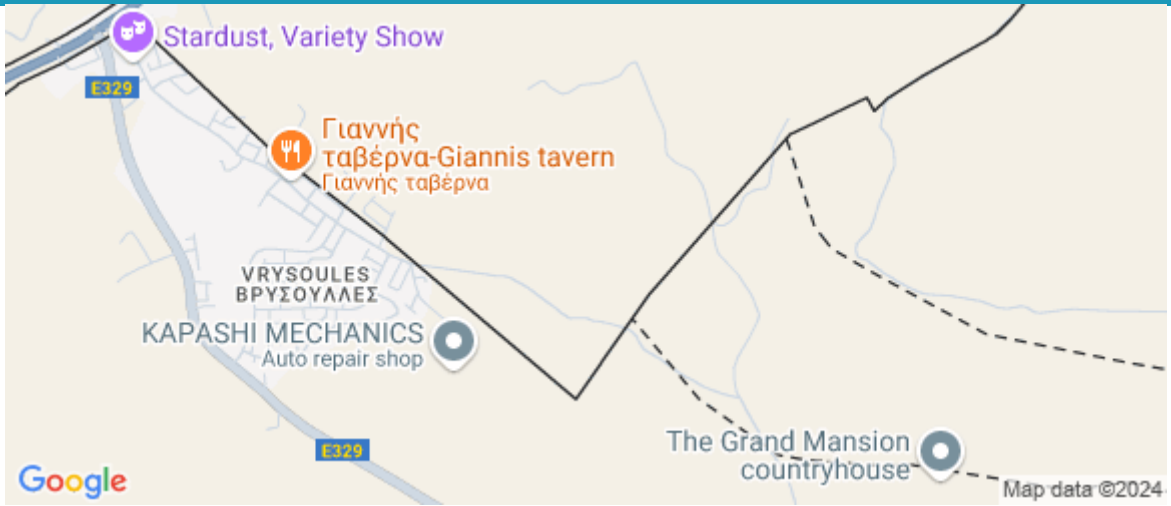 Stardust, Variety Show
E329
Γιαννής
ταβέρνα-Giannis tavern
Γιαννής ταβέρνα
VRYSOULES
ΒΡΥΣΟΥΛΛΕΣ
KAPASHI MECHANICS
Auto repair shop
E329
The Grand Mansion
countryhouse
Google
Map data ©2024